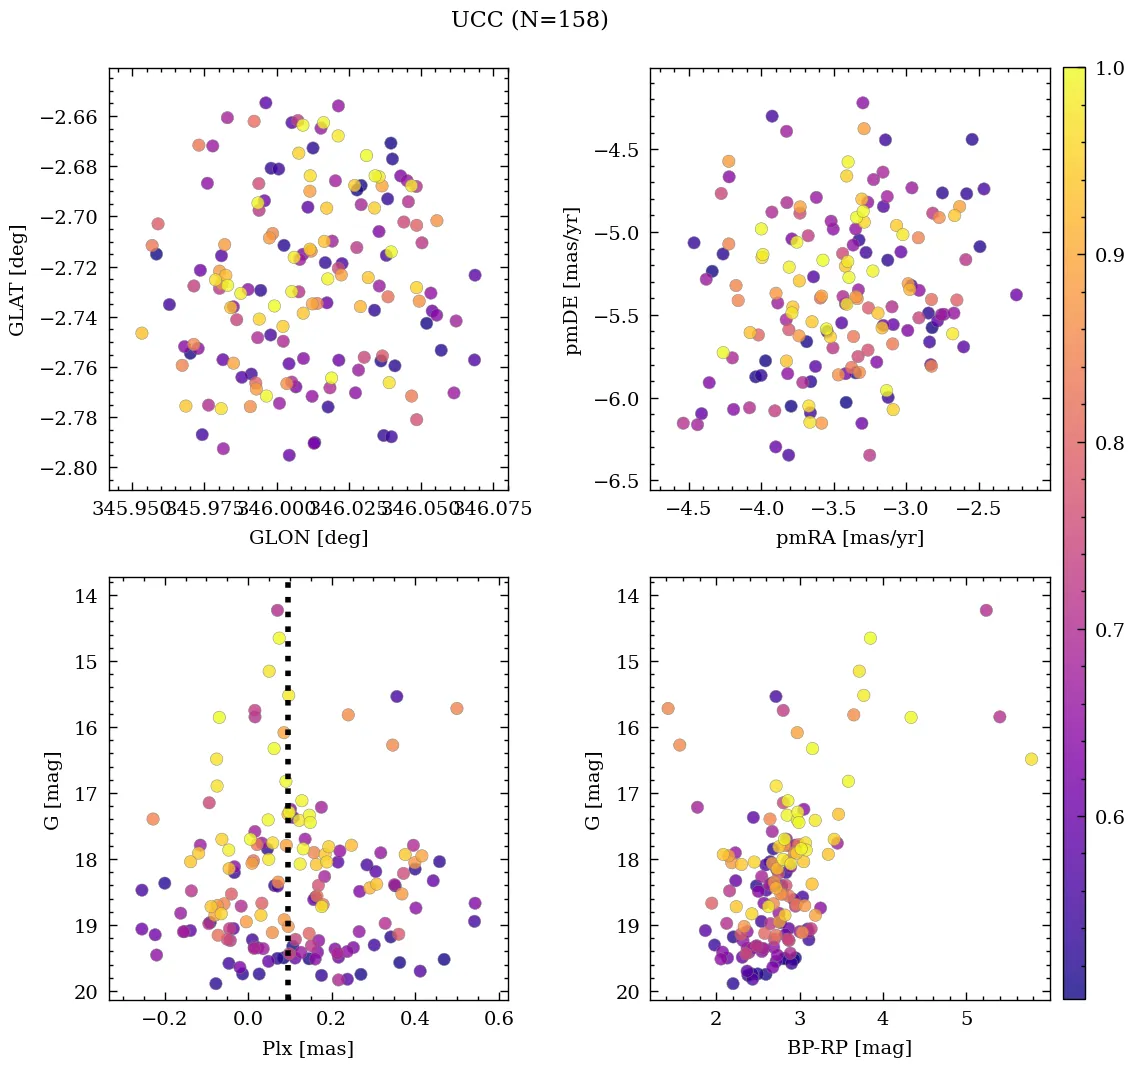 UCC (N=158)
−2.66
−2.68
−2.70
−2.72
−2.74
−2.76
−2.78
−2.80
GLAT [deg]
345.950 345.975 346.000 346.025 346.050 346.075
GLON [deg]
−4.5
−5.0
−5.5
−6.0
−6.5
pmDE [mas/yr]
−4.5 −4.0 −3.5 −3.0 −2.5
pmRA [mas/yr]
1.0
0.9
0.8
0.7
0.6
14
15
16
17
18
19
20
G [mag]
−0.2 0.0 0.2 0.4 0.6
Plx [mas]
14
15
16
17
18
19
20
G [mag]
2 3 4 5
BP-RP [mag]